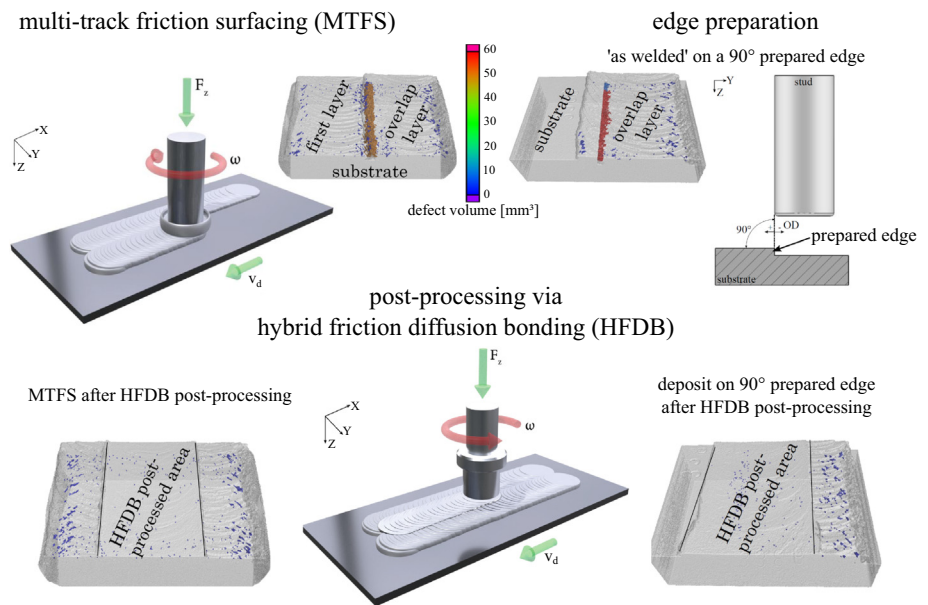 multi-track friction surfacing (MTFS)
edge preparation
'as welded' on a 90° prepared edge
F_z
X
Y
Z
ω
v_d
first layer
overlap
layer
substrate
60
50
40
30
20
10
0
defect volume [mm³]
substrate
overlap
layer
Y
Z
stud
90°
+ -
OD
prepared edge
substrate
post-processing via
hybrid friction diffusion bonding (HFDB)
MTFS after HFDB post-processing
HFDB post-
processed area
F_z
X
Y
Z
ω
v_d
deposit on 90° prepared edge
after HFDB post-processing
HFDB post-
processed area